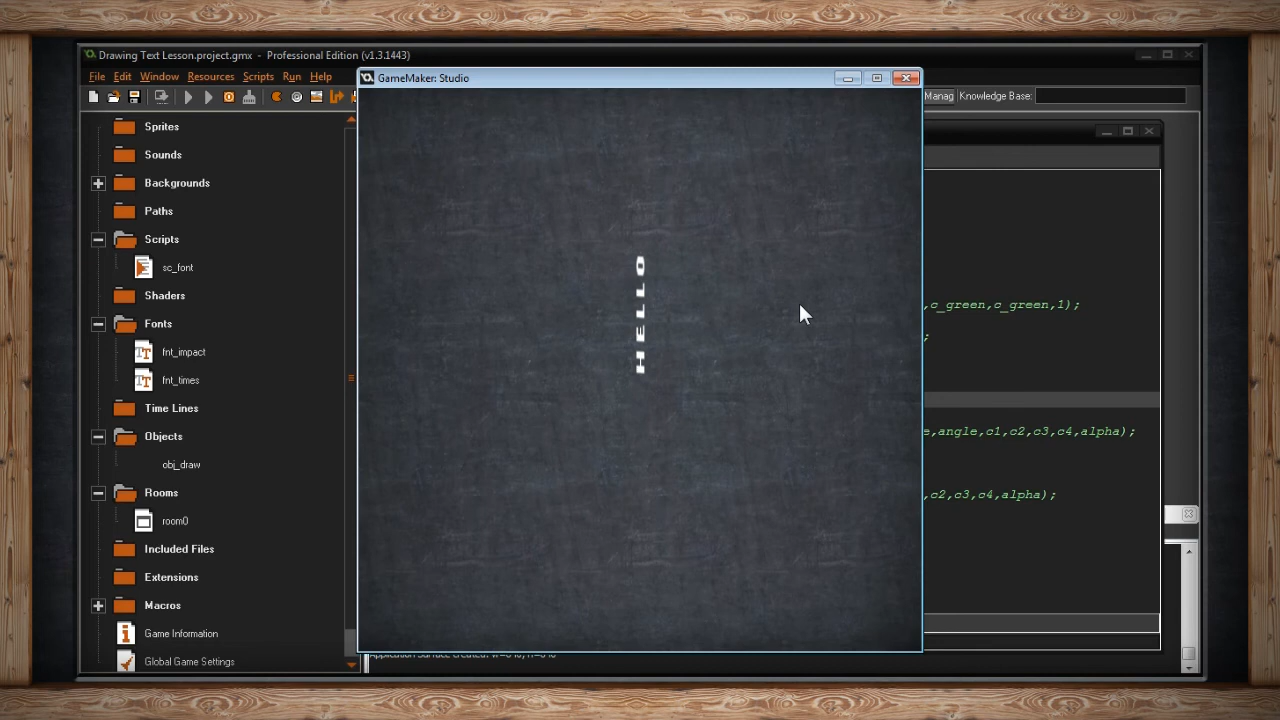 Drawing Text Lesson.project.gmx - Professional Edition (v1.3.1443)
File Edit Window Resources Scripts Run Help
Manag Knowledge Base:
GameMaker: Studio
Sprites
Sounds
Backgrounds
Paths
Scripts
sc_font
Shaders
Fonts
fnt_impact
fnt_times
Time Lines
Objects
obj_draw
Rooms
room0
Included Files
Extensions
Macros
Game Information
Global Game Settings
HELLO
,c_green,c_green,1);
;
e,angle,c1,c2,c3,c4,alpha);
,c2,c3,c4,alpha);